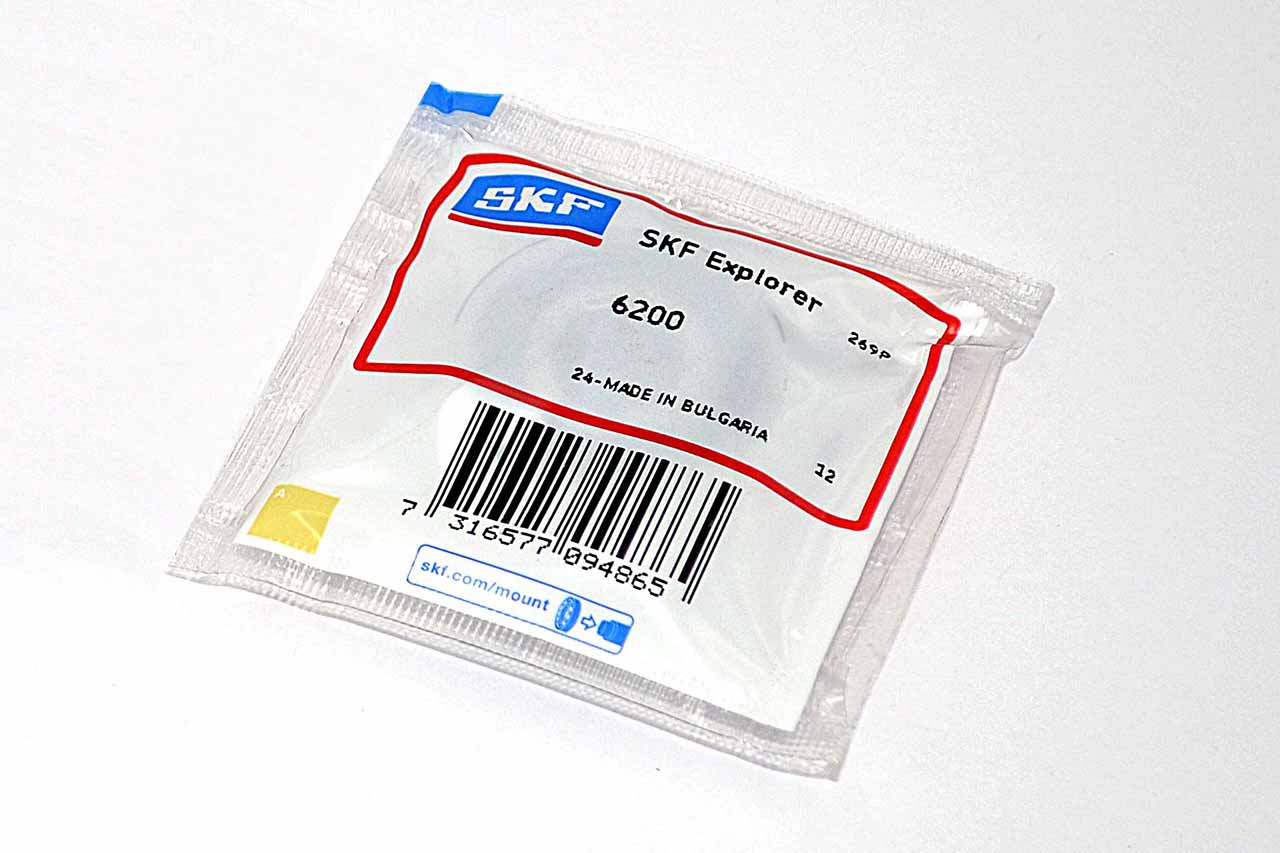 SKF
SKF Explorer
6200
269P
24-MADE IN BULGARIA
12
A
7 316577 094865
skf.com/mount